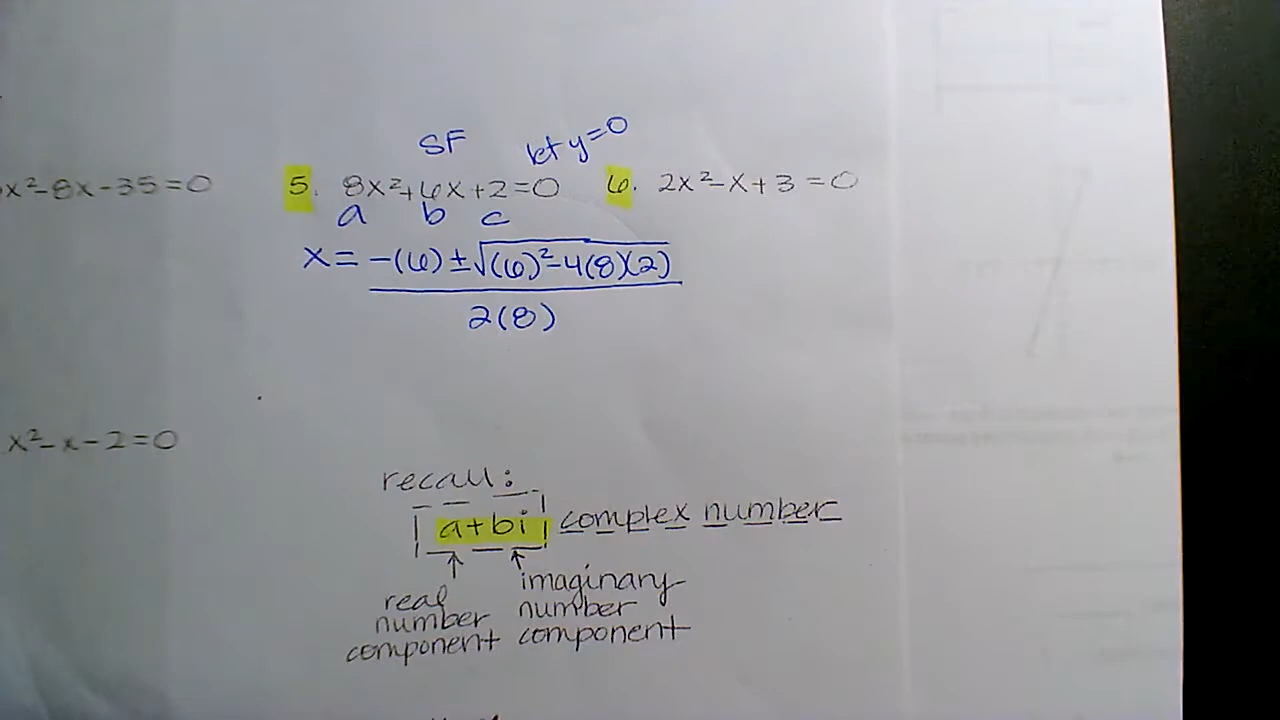 SF let y=0
x²-8x-35=0 5. 8x²+6x+2=0 6. 2x²-x+3=0
a b c
x= -(6)±√(6)²-4(8)(2)
2(8)
x²-x-2=0
recall:
a+bi complex number
↑ ↑
real number component
imaginary number component